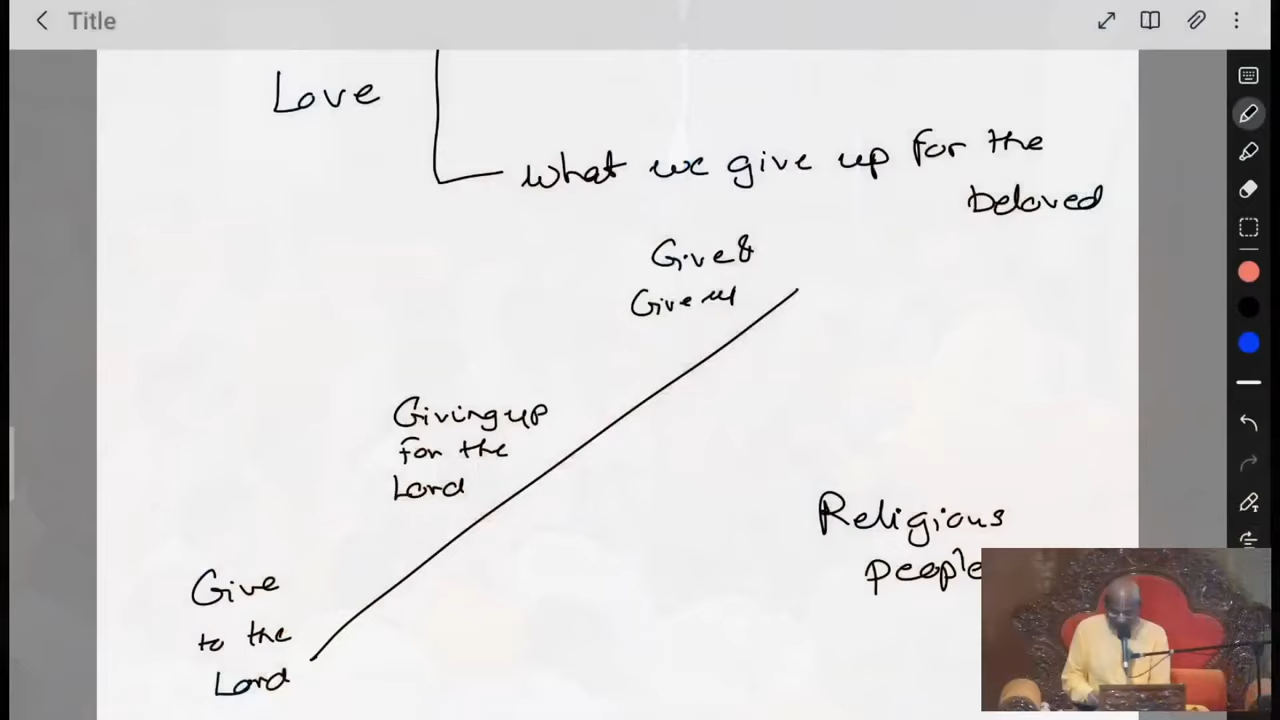 Title
Love
what we give up for the
beloved
Give &
Give up
Giving up
for the
Lord
Religious
people
Give
to the
Lord